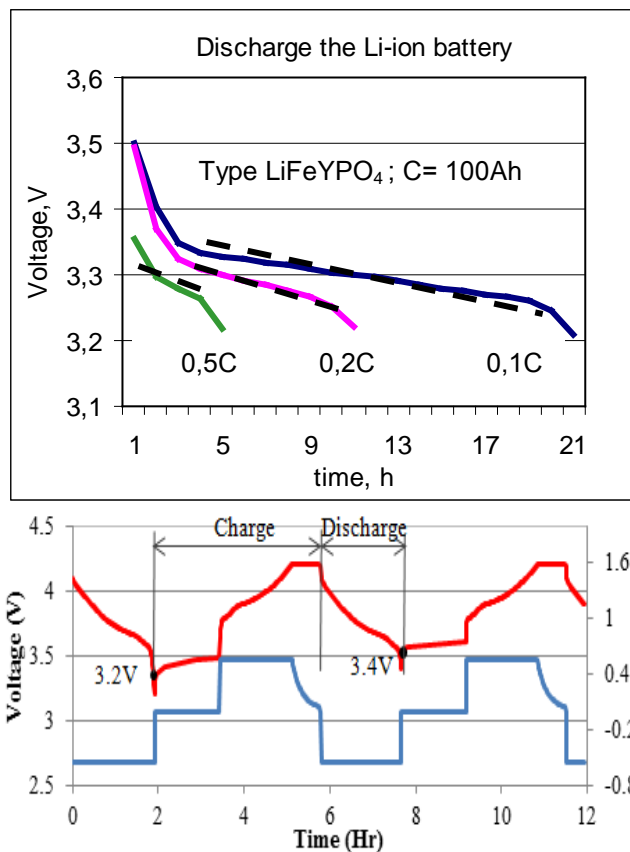 Discharge the Li-ion battery
3,6
3,5
3,4
3,3
3,2
3,1
Voltage,V
Type LiFeYPO4 ; C= 100Ah
0,5C 0,2C 0,1C
1 5 9 13 17 21
time, h
Charge Discharge
4.5
4
3.5
3
2.5
Voltage (V)
3.2V
3.4V
1.6
1
0.4
-0.2
-0.8
0 2 4 6 8 10 12
Time (Hr)